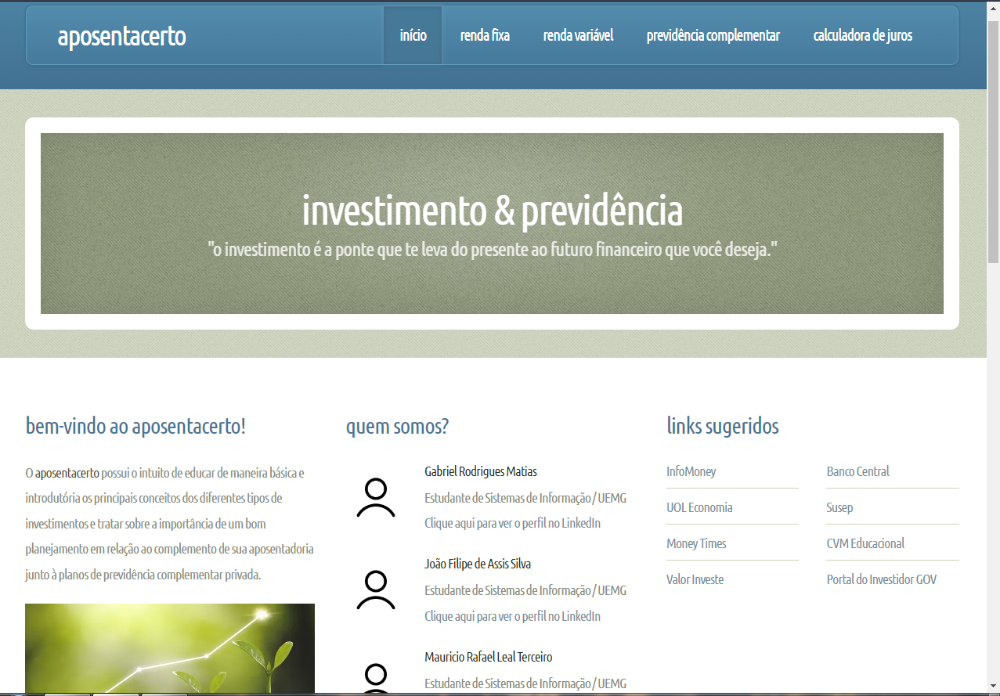 aposentacerto
início
renda fixa
renda variável
previdência complementar
calculadora de juros
investimento & previdência
"o investimento é a ponte que te leva do presente ao futuro financeiro que você deseja."
bem-vindo ao aposentacerto!
O aposentacerto possui o intuito de educar de maneira básica e
introdutória os principais conceitos dos diferentes tipos de
investimentos e tratar sobre a importância de um bom
planejamento em relação ao complemento de sua aposentadoria
junto à planos de previdência complementar privada.
quem somos?
Gabriel Rodrigues Matias
Estudante de Sistemas de Informação / UEMG
Clique aqui para ver o perfil no LinkedIn
João Filipe de Assis Silva
Estudante de Sistemas de Informação / UEMG
Clique aqui para ver o perfil no LinkedIn
Mauricio Rafael Leal Terceiro
Estudante de Sistemas de Informação / UEMG
links sugeridos
InfoMoney
UOL Economia
Money Times
Valor Investe
Banco Central
Susep
CVM Educacional
Portal do Investidor GOV